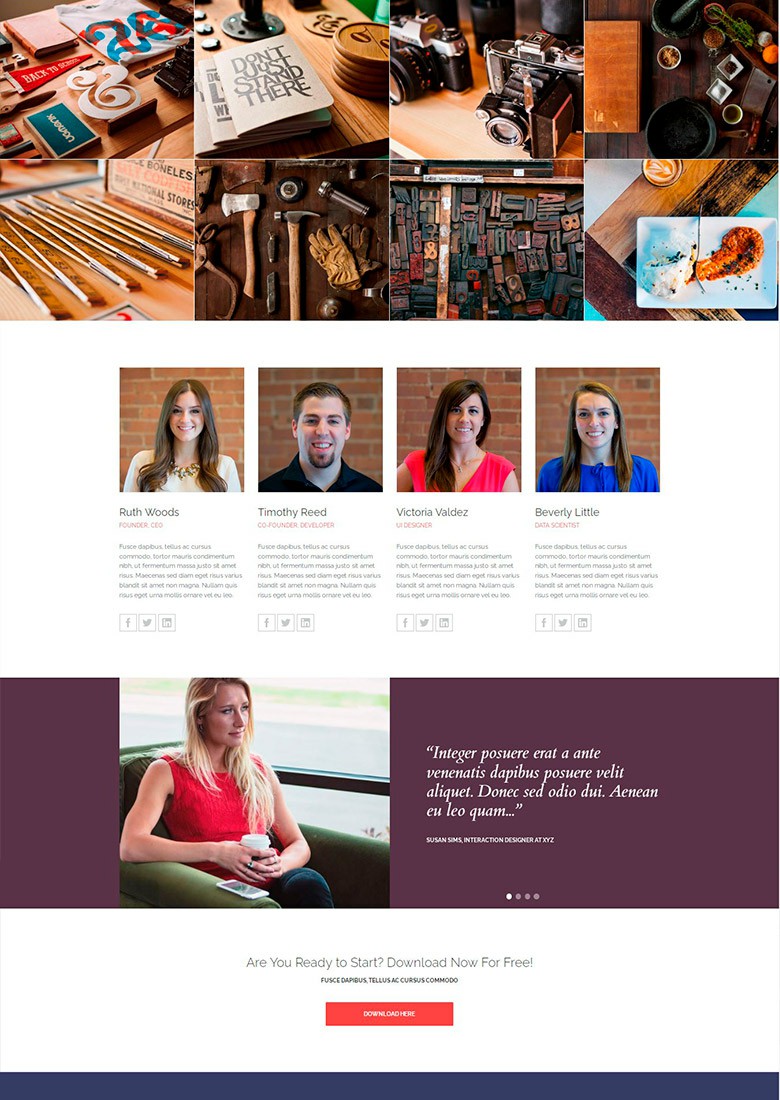 BACK TO SCHOOL
&
DON'T
JUST
STAND
THERE
BONELESS
NATIONAL STORES
Ruth Woods
FOUNDER, CEO
Fusce dapibus, tellus ac cursus
commodo, tortor mauris condimentum
nibh, ut fermentum massa justo sit amet
risus. Maecenas sed diam eget risus varius
blandit sit amet non magna. Nullam quis
risus eget urna mollis ornare vel eu leo.
Timothy Reed
CO-FOUNDER, DEVELOPER
Fusce dapibus, tellus ac cursus
commodo, tortor mauris condimentum
nibh, ut fermentum massa justo sit amet
risus. Maecenas sed diam eget risus varius
blandit sit amet non magna. Nullam quis
risus eget urna mollis ornare vel eu leo.
Victoria Valdez
UI DESIGNER
Fusce dapibus, tellus ac cursus
commodo, tortor mauris condimentum
nibh, ut fermentum massa justo sit amet
risus. Maecenas sed diam eget risus varius
blandit sit amet non magna. Nullam quis
risus eget urna mollis ornare vel eu leo.
Beverly Little
DATA SCIENTIST
Fusce dapibus, tellus ac cursus
commodo, tortor mauris condimentum
nibh, ut fermentum massa justo sit amet
risus. Maecenas sed diam eget risus varius
blandit sit amet non magna. Nullam quis
risus eget urna mollis ornare vel eu leo.
“Integer posuere erat a ante
venenatis dapibus posuere velit
aliquet. Donec sed odio dui. Aenean
eu leo quam...”
SUSAN SIMS, INTERACTION DESIGNER AT XYZ
Are You Ready to Start? Download Now For Free!
FUSCE DAPIBUS, TELLUS AC CURSUS COMMODO
DOWNLOAD HERE